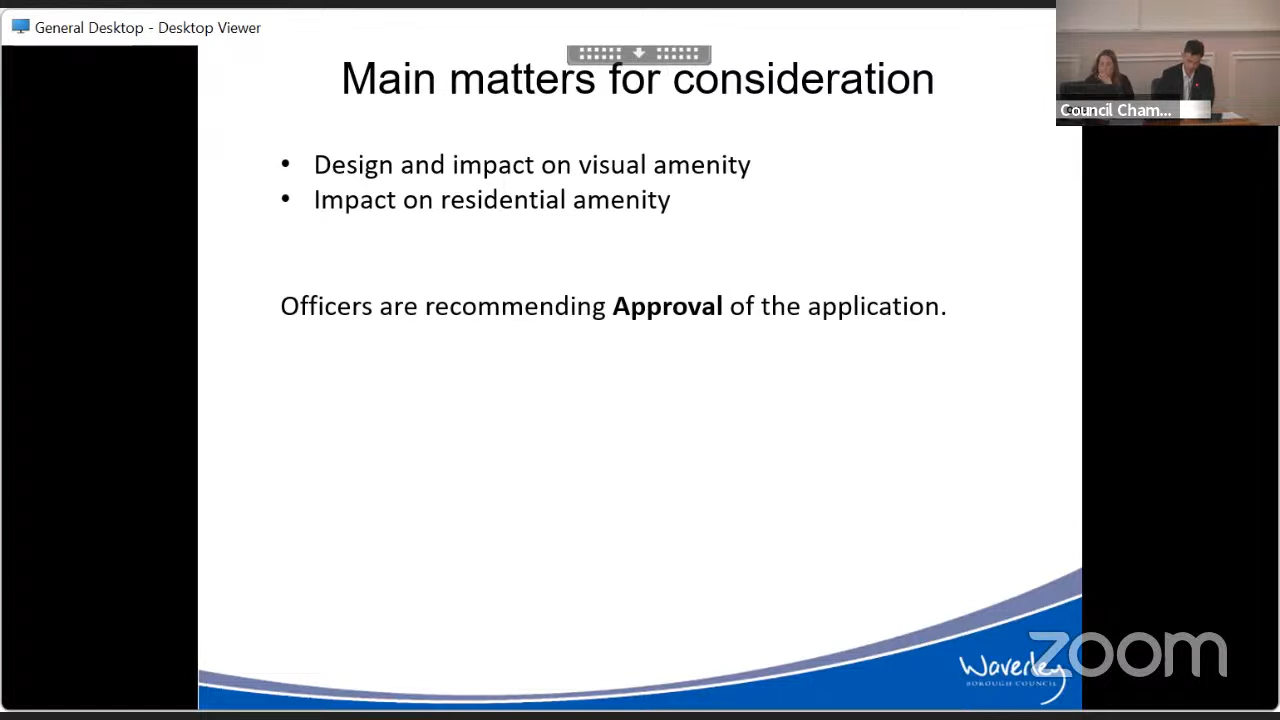 General Desktop - Desktop Viewer
Main matters for consideration
Council Cham...
• Design and impact on visual amenity
• Impact on residential amenity
Officers are recommending Approval of the application.
zoom
Waverley
BOROUGH COUNCIL